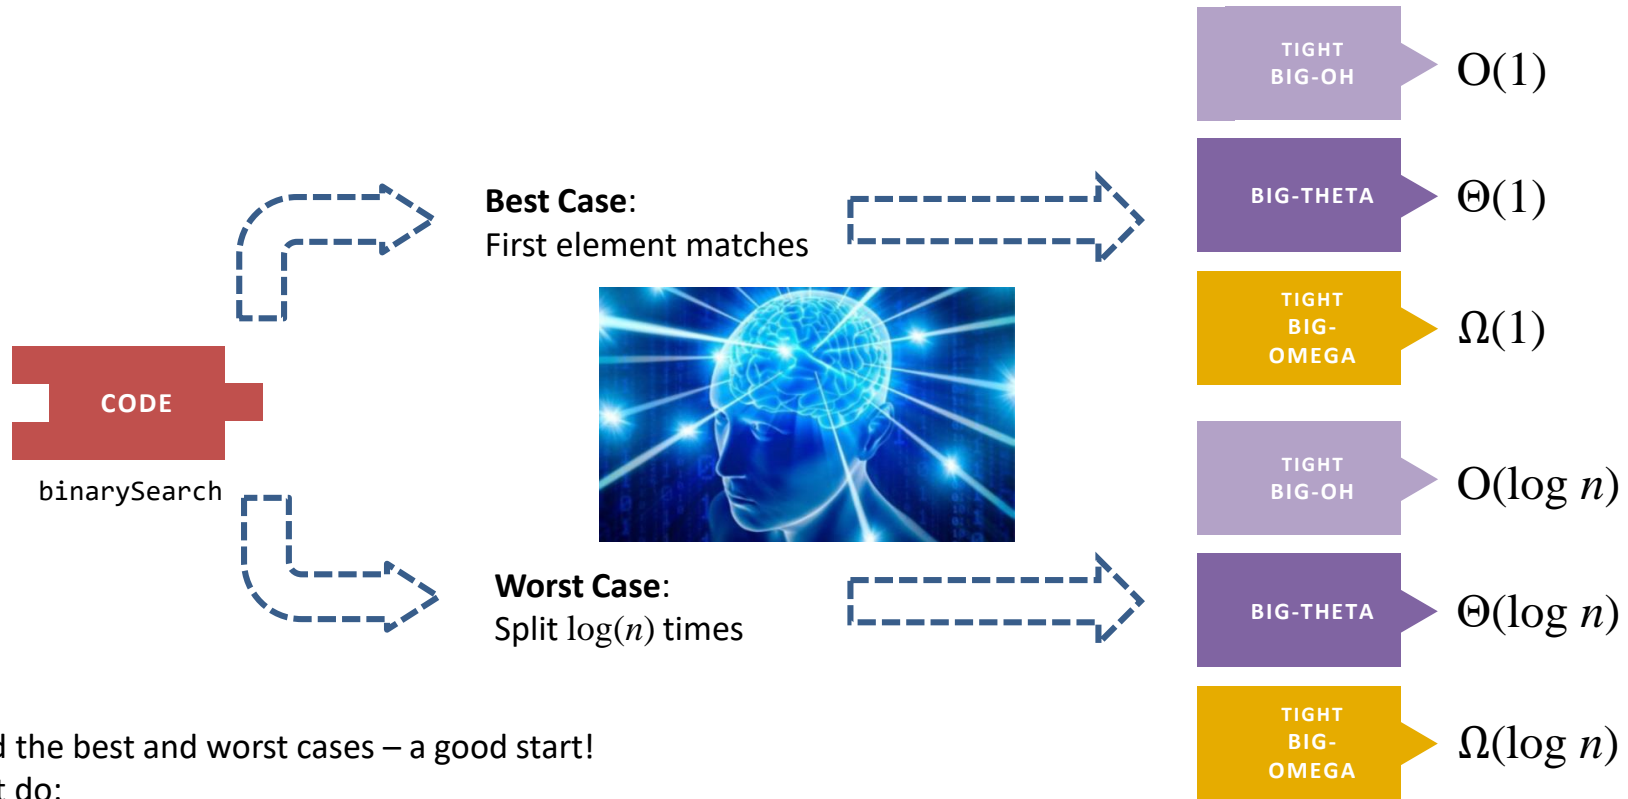 TIGHT
BIG-OH
O(1)
BIG-THETA
Θ(1)
TIGHT
BIG-
OMEGA
Ω(1)
Best Case:
First element matches
CODE
binarySearch
Worst Case:
Split log(n) times
TIGHT
BIG-OH
O(log n)
BIG-THETA
Θ(log n)
TIGHT
BIG-
OMEGA
Ω(log n)
the best and worst cases – a good start!
do: